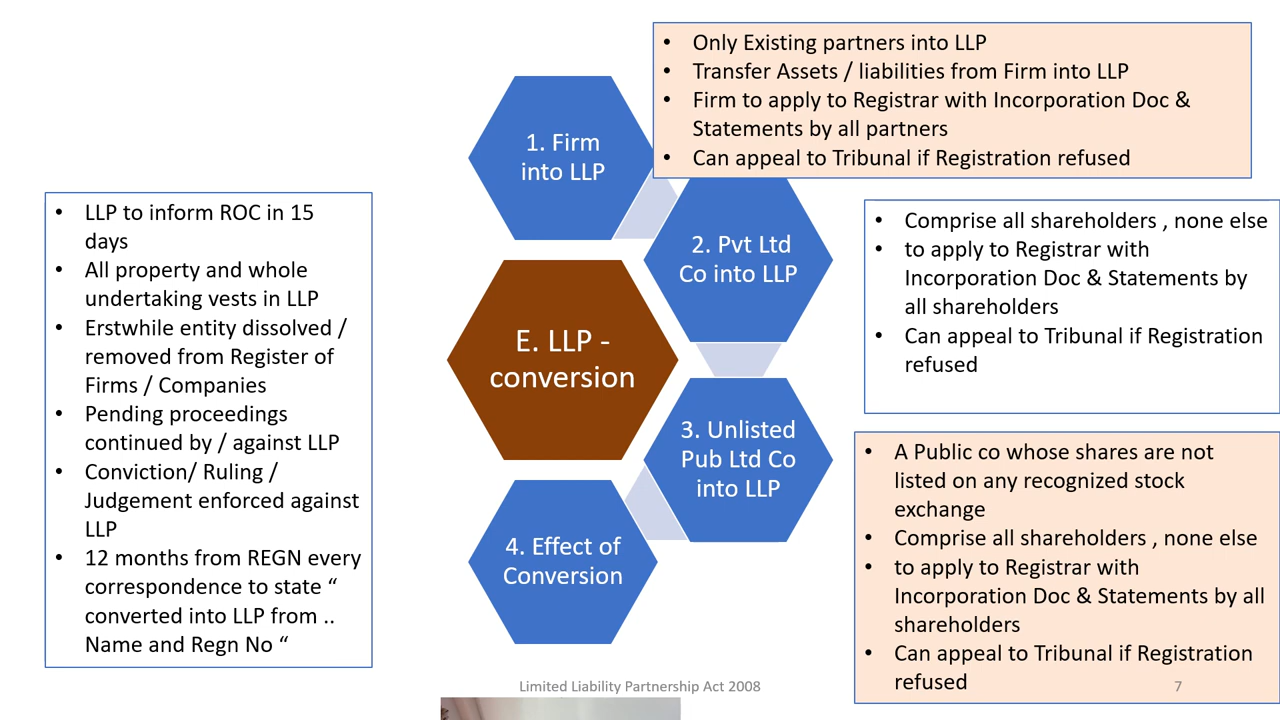 • Only Existing partners into LLP
• Transfer Assets / liabilities from Firm into LLP
• Firm to apply to Registrar with Incorporation Doc &
Statements by all partners
• Can appeal to Tribunal if Registration refused
1. Firm
into LLP
2. Pvt Ltd
Co into LLP
• Comprise all shareholders , none else
• to apply to Registrar with
Incorporation Doc & Statements by
all shareholders
• Can appeal to Tribunal if Registration
refused
E. LLP -
conversion
3. Unlisted
Pub Ltd Co
into LLP
• A Public co whose shares are not
listed on any recognized stock
exchange
• Comprise all shareholders , none else
• to apply to Registrar with
Incorporation Doc & Statements by all
shareholders
• Can appeal to Tribunal if Registration
refused
4. Effect of
Conversion
• LLP to inform ROC in 15
days
• All property and whole
undertaking vests in LLP
• Erstwhile entity dissolved /
removed from Register of
Firms / Companies
• Pending proceedings
continued by / against LLP
• Conviction/ Ruling /
Judgement enforced against
LLP
• 12 months from REGN every
correspondence to state “
converted into LLP from ..
Name and Regn No “
Limited Liability Partnership Act 2008
7